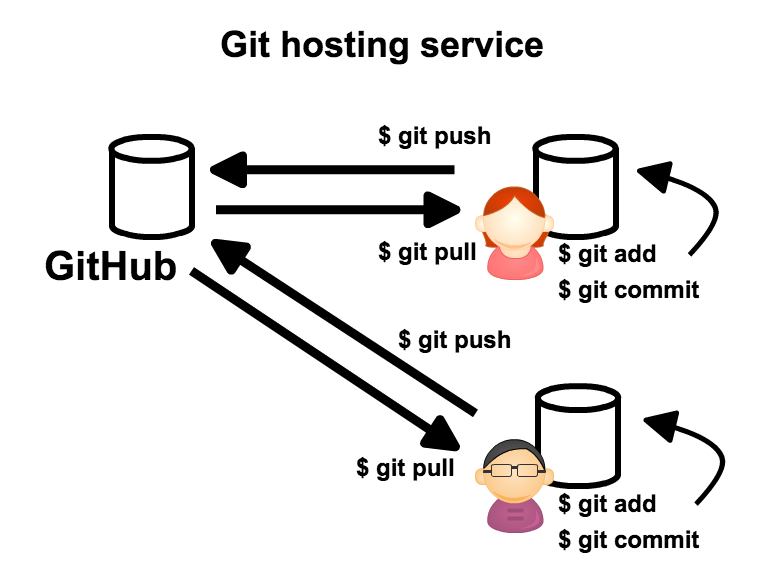 Git hosting service
$ git push
$ git pull
GitHub
$ git add
$ git commit
$ git push
$ git pull
$ git add
$ git commit